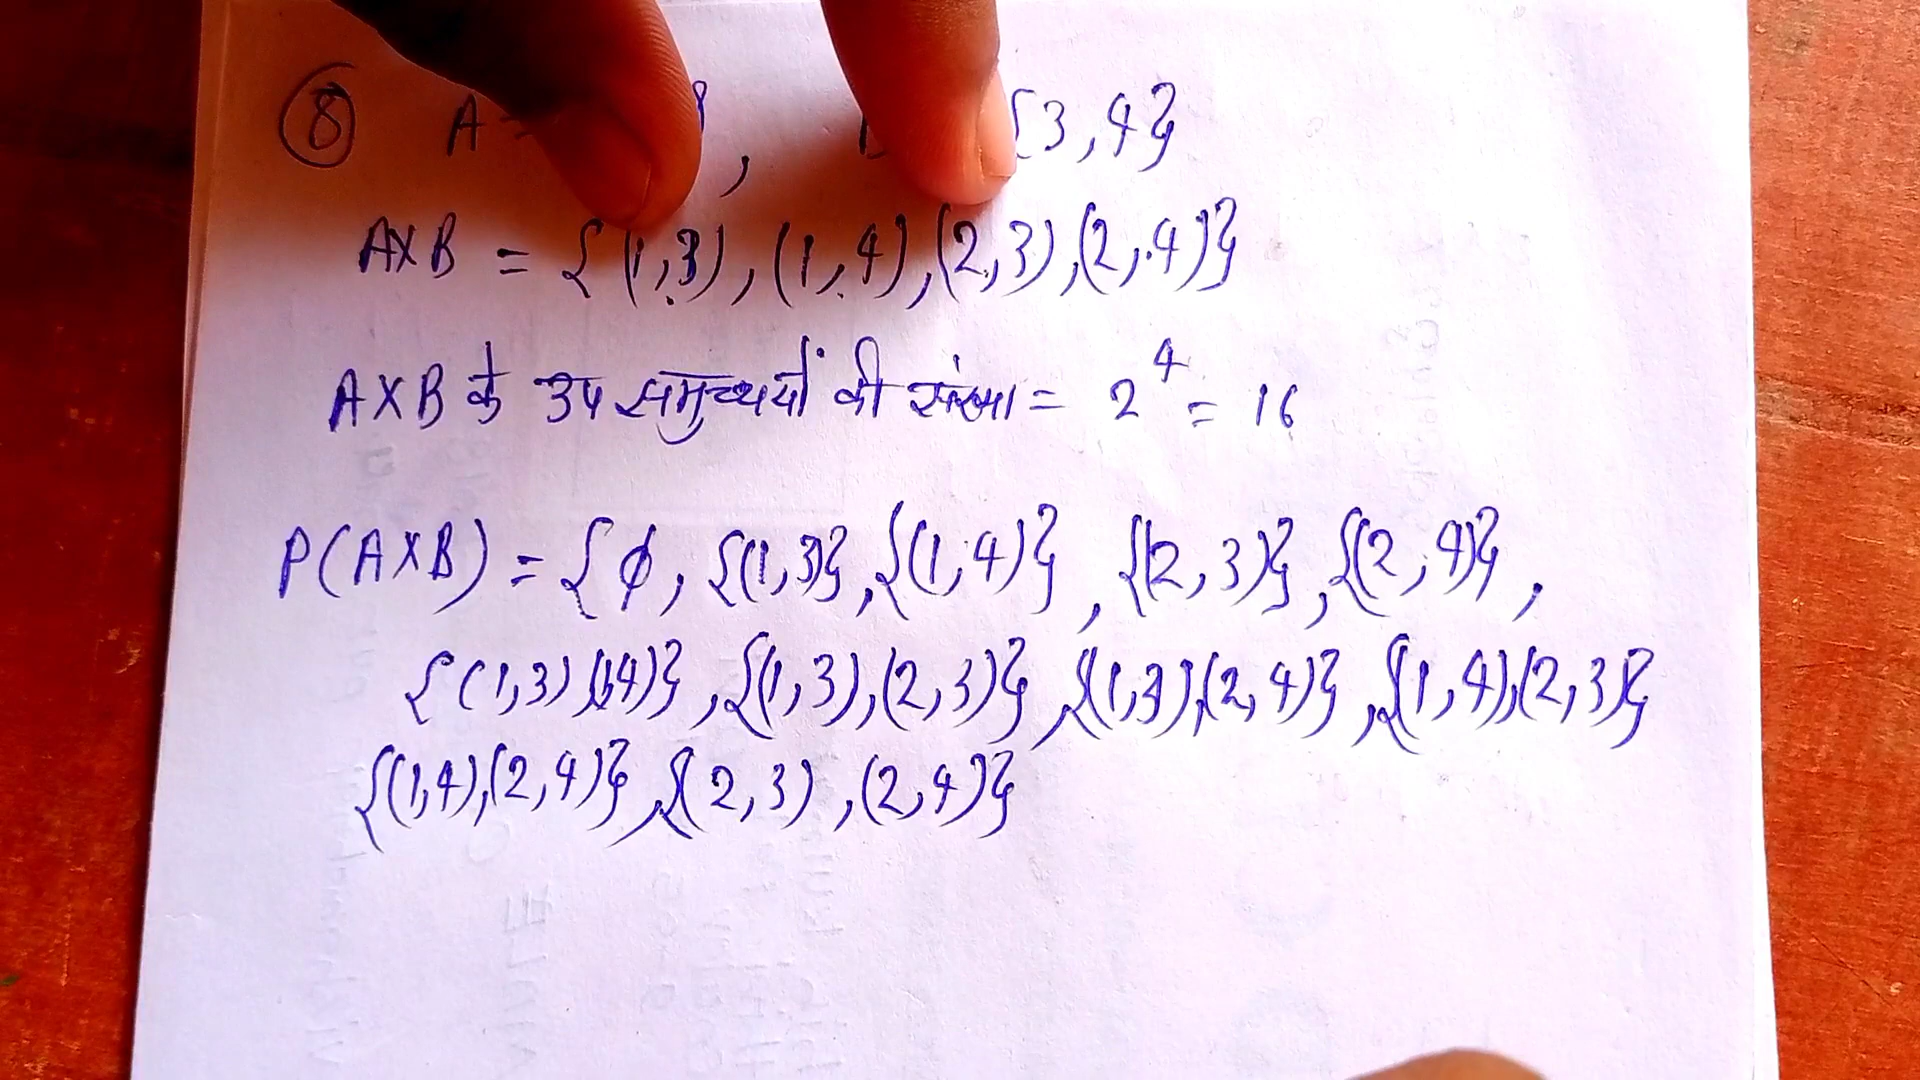 ⑧ A = , {3,4}
A×B = {(1,3),(1,4),(2,3),(2,4)}
A×B के उप समुच्चयों की संख्या = 2⁴ = 16
P(A×B) = {ϕ, {(1,3)}, {(1,4)}, {(2,3)}, {(2,4)},
{(1,3)(1,4)}, {(1,3),(2,3)}, {(1,3),(2,4)}, {(1,4),(2,3)}
{(1,4),(2,4)}, {(2,3),(2,4)}